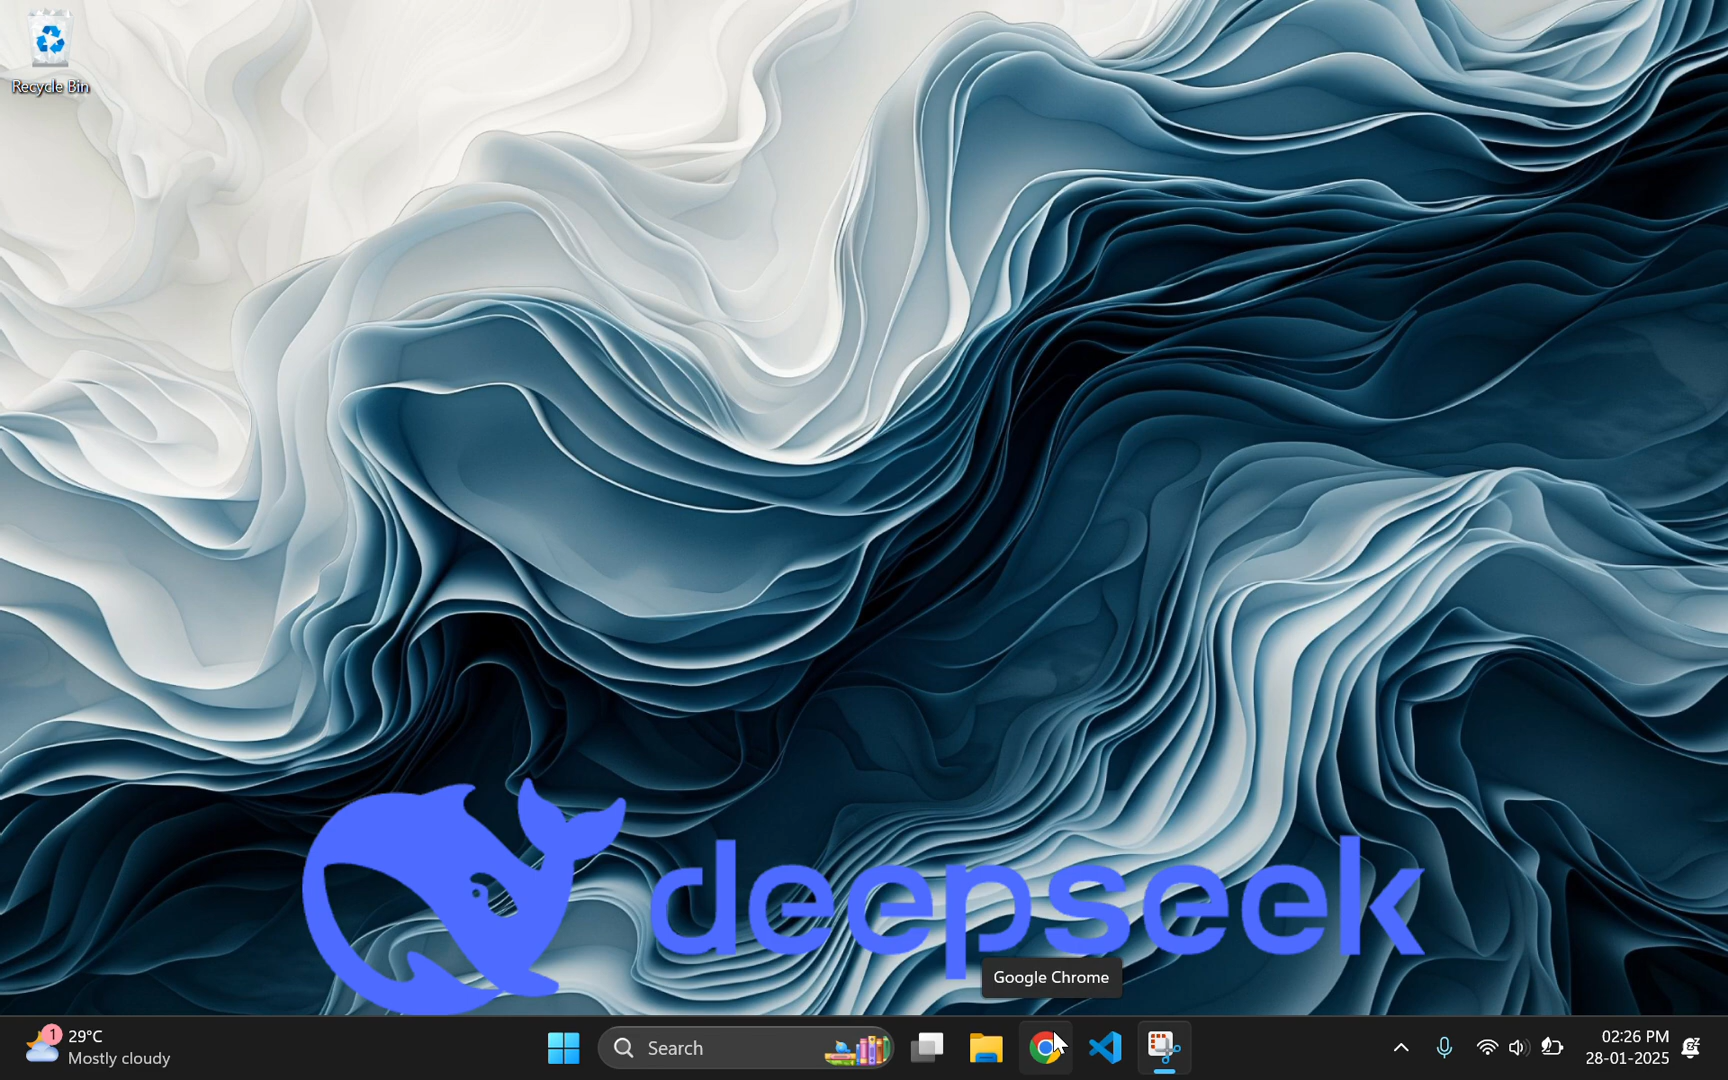 Recycle Bin
deepseek
Google Chrome
1
29°C
Mostly cloudy
Search
02:26 PM
28-01-2025